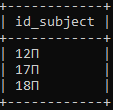 +------------+
| id_subject |
+------------+
| 12П        |
| 17П        |
| 18П        |
+------------+